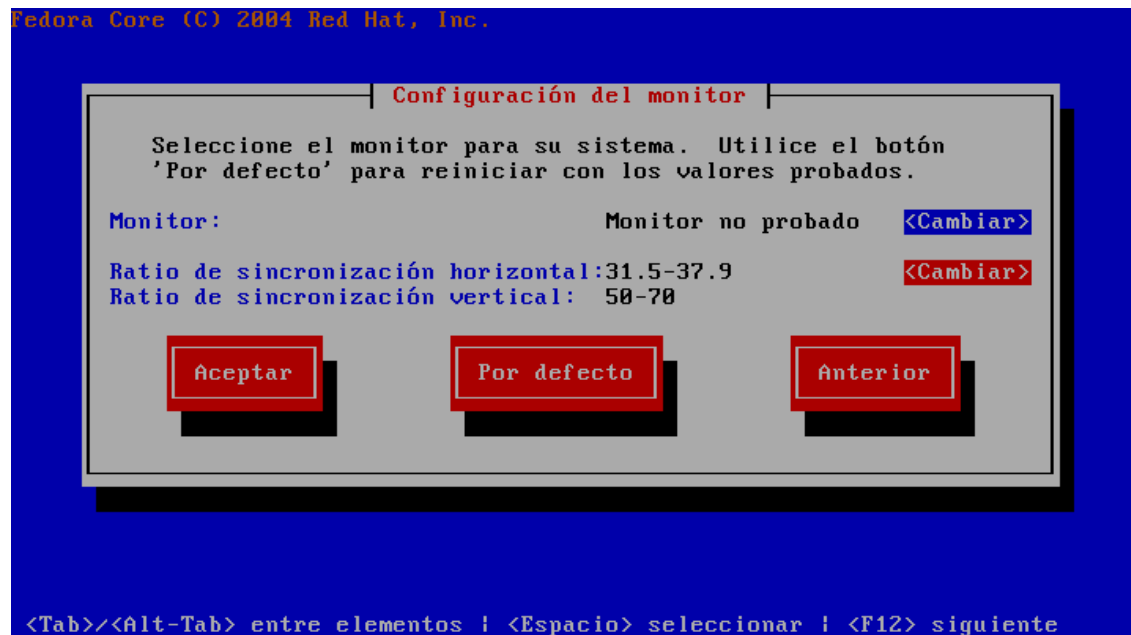 Fedora Core (C) 2004 Red Hat, Inc.
Configuración del monitor
Seleccione el monitor para su sistema.  Utilice el botón
'Por defecto' para reiniciar con los valores probados.
Monitor: Monitor no probado <Cambiar>
Ratio de sincronización horizontal:31.5-37.9 <Cambiar>
Ratio de sincronización vertical: 50-70
Aceptar Por defecto Anterior
<Tab>/<Alt-Tab> entre elementos ¦ <Espacio> seleccionar ¦ <F12> siguiente